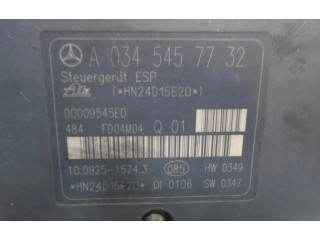 A 034 545 77 32
Steuergerät ESP
Ate (*HN24D16E20*)
00009545E0
484 FD04M04 Q 01
10.0925-1574.3 085 HW 0349
*HN24D16E20* DI 0106 SW 0347